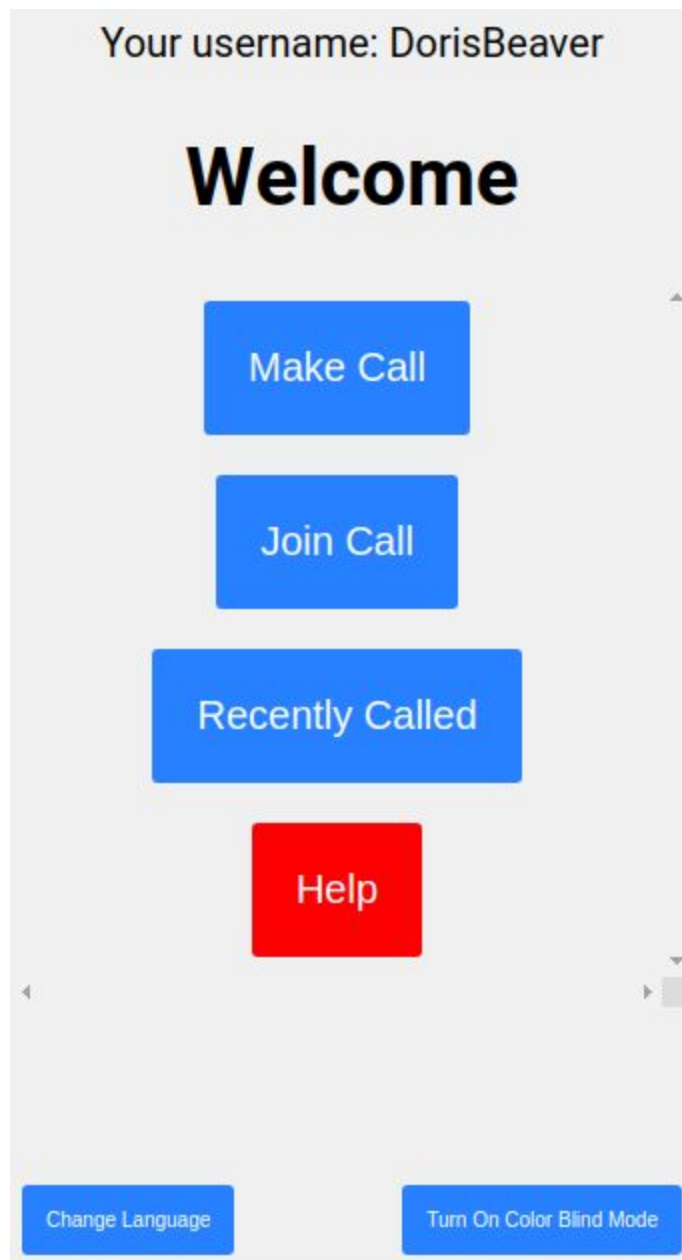 Your username: DorisBeaver
Welcome
Make Call
Join Call
Recently Called
Help
Change Language
Turn On Color Blind Mode